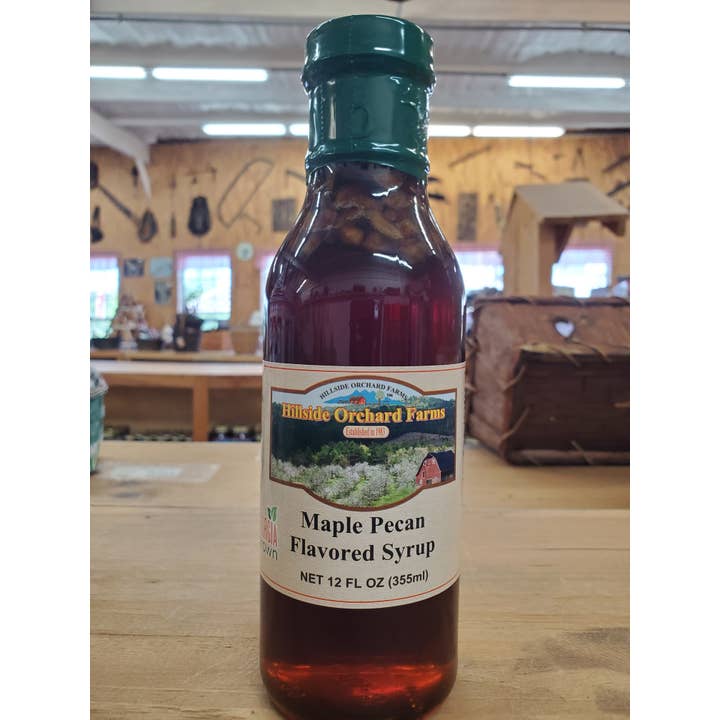 HILLSIDE ORCHARD FARMS
Hillside Orchard Farms
Established in 1983
Maple Pecan
Flavored Syrup
NET 12 FL OZ (355ml)